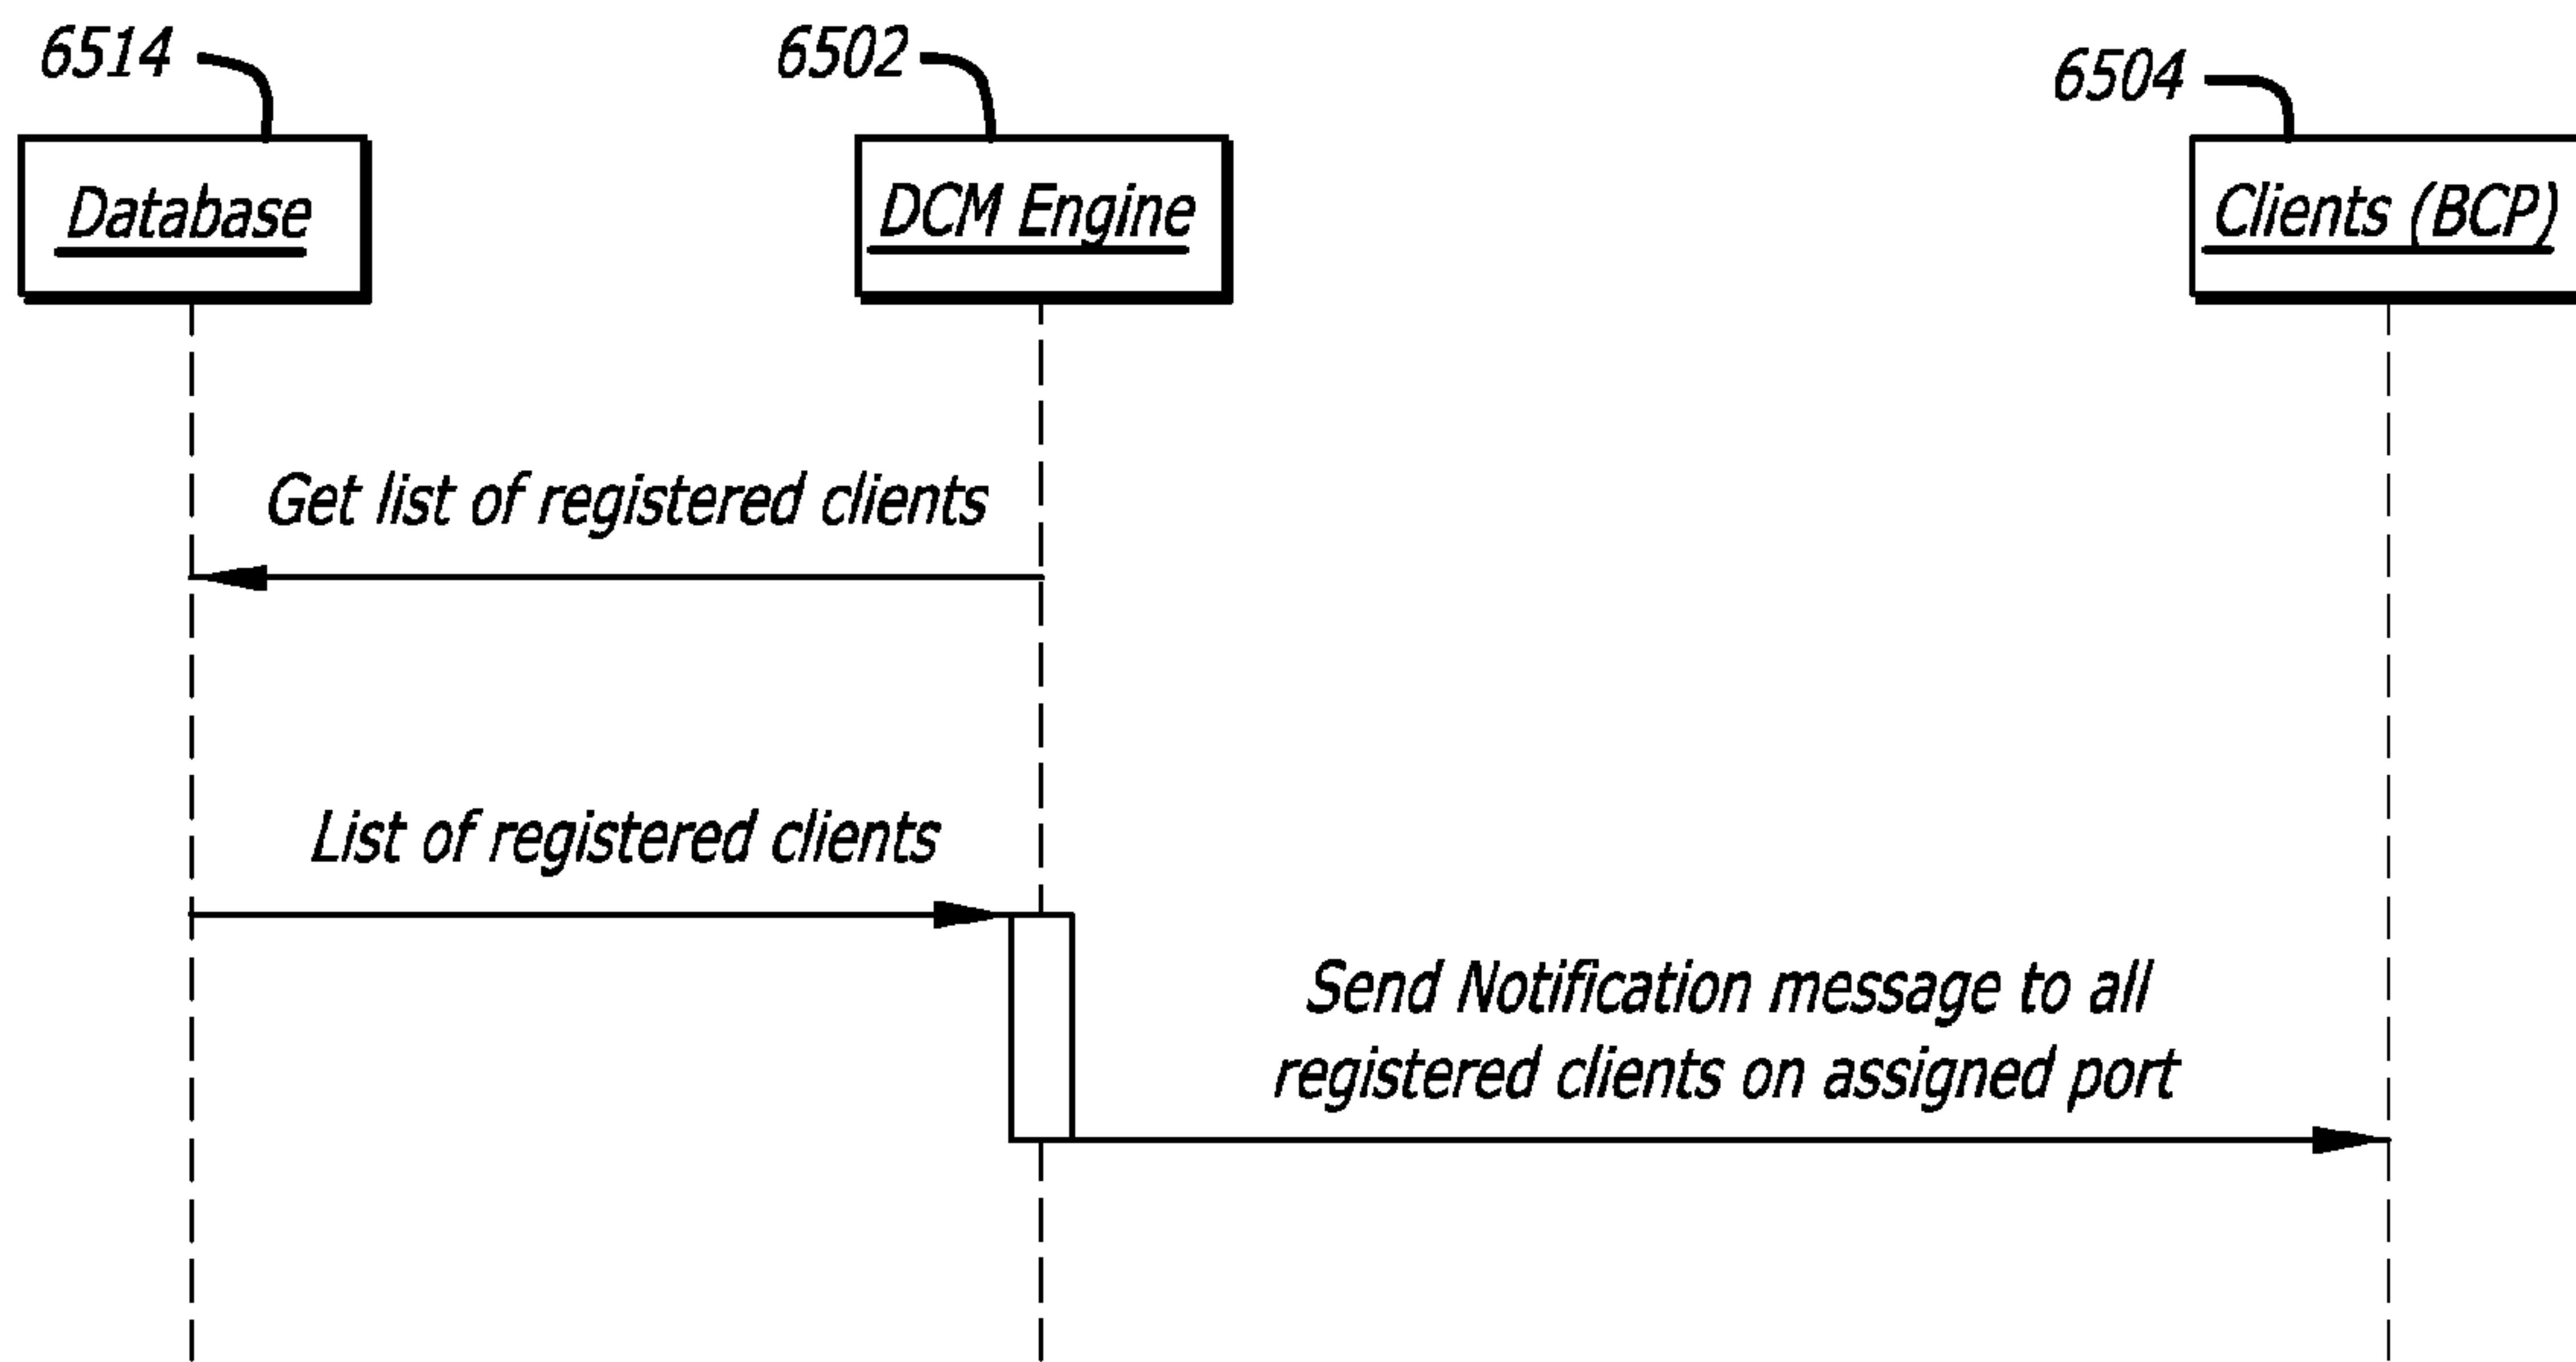 6514
6502
6504
Database
DCM Engine
Clients (BCP)
Get list of registered clients
List of registered clients
Send Notification message to all
registered clients on assigned port